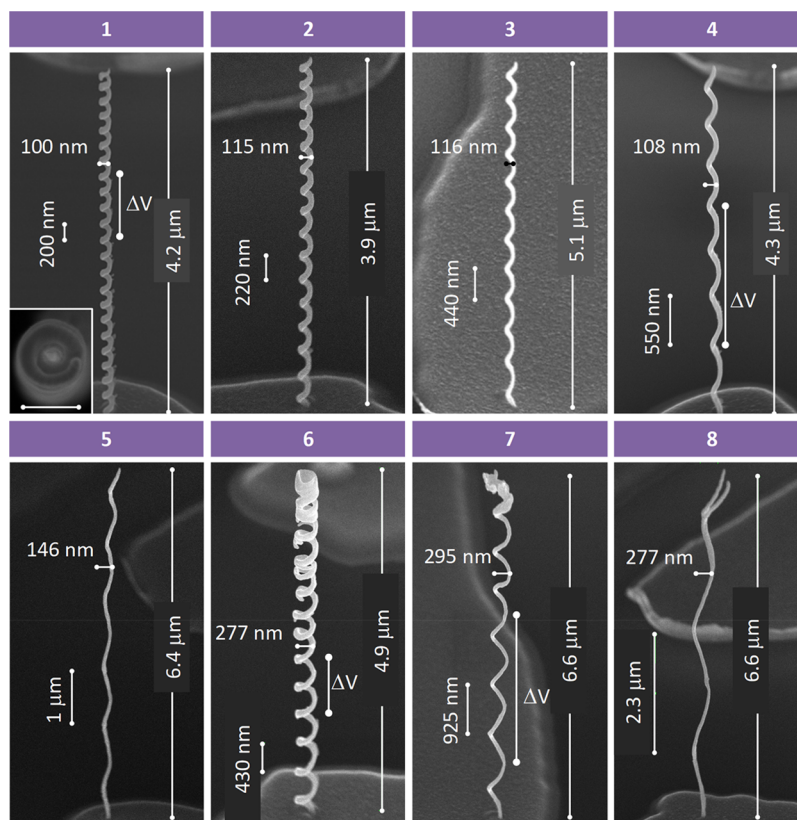 1
2
3
4
100 nm
ΔV
200 nm
4.2 µm
115 nm
220 nm
3.9 µm
116 nm
440 nm
5.1 µm
108 nm
ΔV
550 nm
4.3 µm
5
6
7
8
146 nm
1 µm
6.4 µm
277 nm
ΔV
430 nm
4.9 µm
295 nm
ΔV
925 nm
6.6 µm
277 nm
2.3 µm
6.6 µm